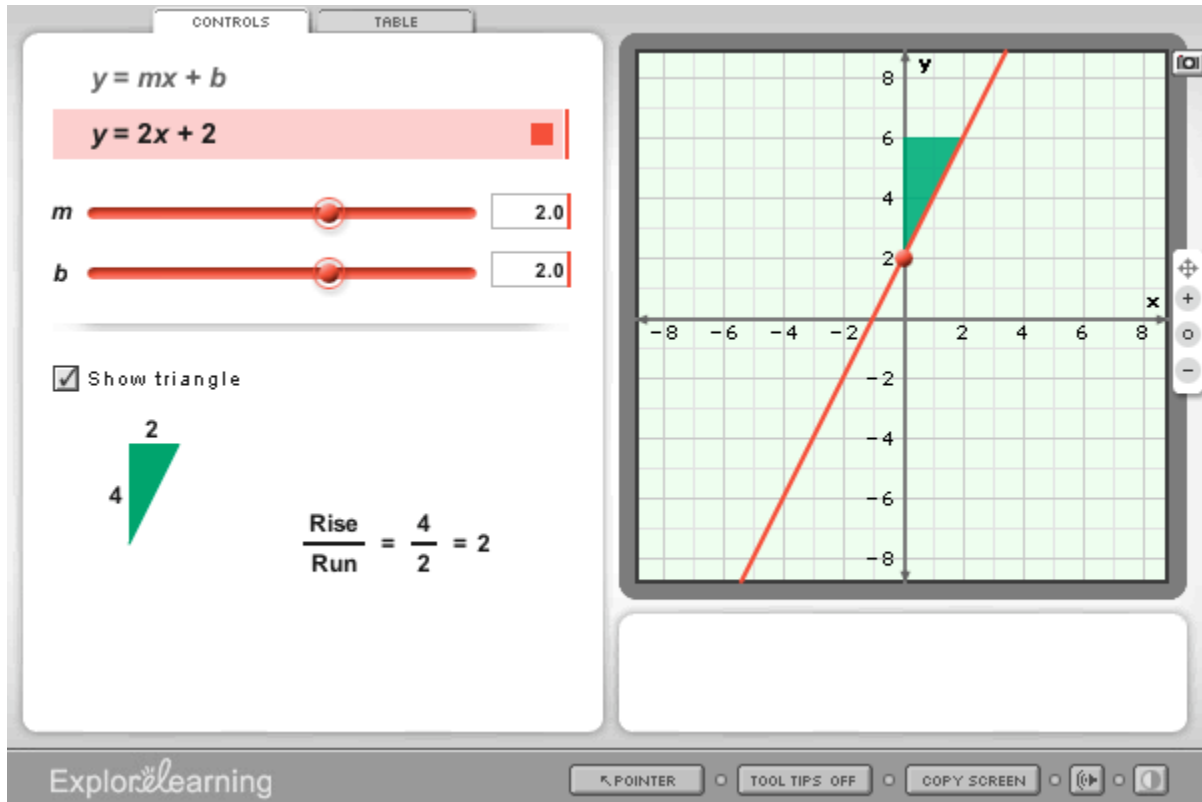 CONTROLS
TABLE
y = mx + b
y = 2x + 2
m
2.0
b
2.0
Show triangle
2
4
Rise
Run
=
4
2
= 2
y
8
6
4
2
x
-8 -6 -4 -2 2 4 6 8
-2
-4
-6
-8
ExploreLearning
POINTER
TOOL TIPS OFF
COPY SCREEN